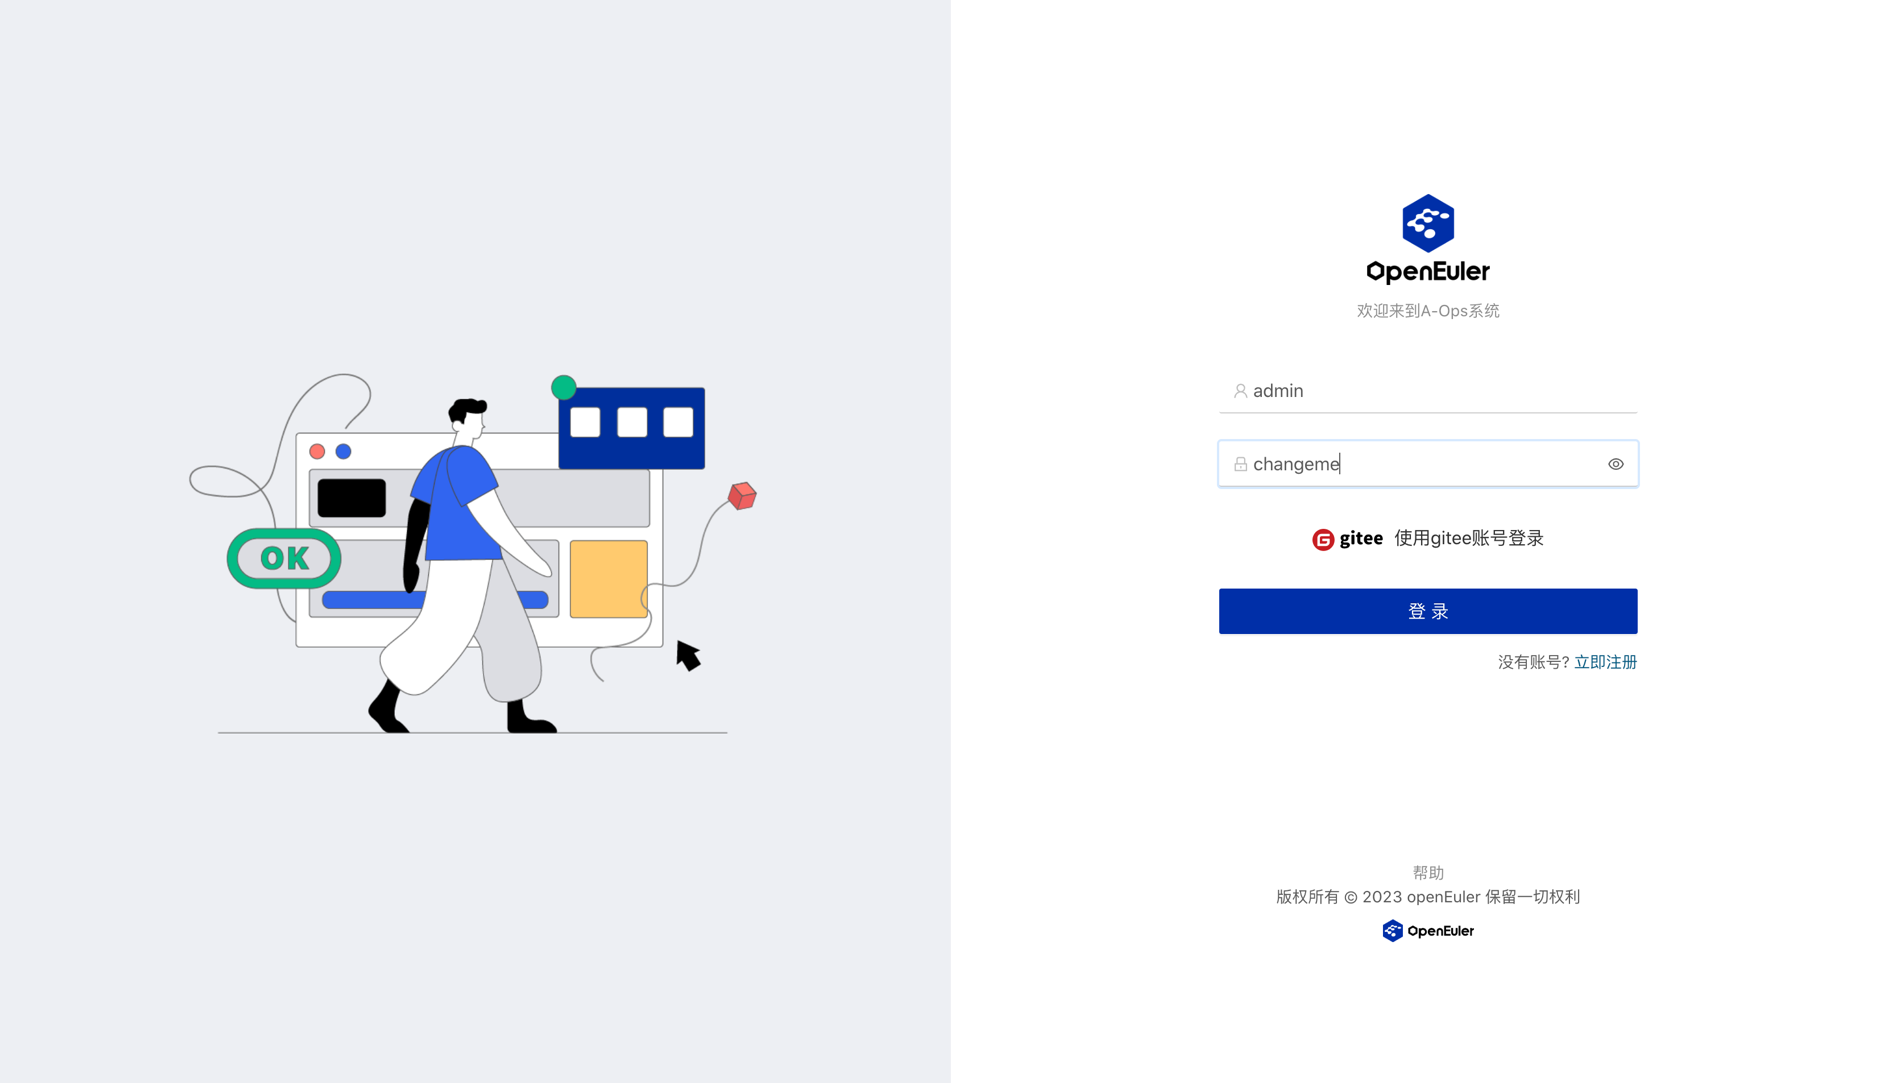 OK
OpenEuler
欢迎来到A-Ops系统
admin
changeme
gitee 使用gitee账号登录
登 录
没有账号? 立即注册
帮助
版权所有 © 2023 openEuler 保留一切权利
OpenEuler